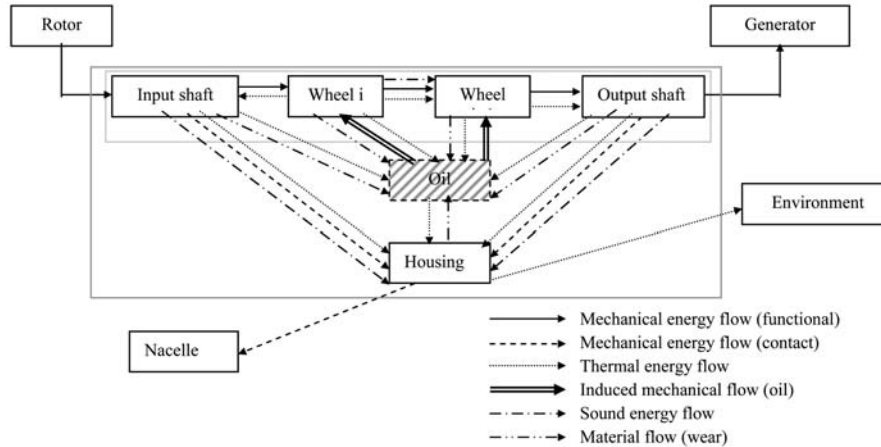 Rotor
Generator
Input shaft
Wheel i
Wheel
Output shaft
Oil
Environment
Housing
Nacelle
Mechanical energy flow (functional)
Mechanical energy flow (contact)
Thermal energy flow
Induced mechanical flow (oil)
Sound energy flow
Material flow (wear)